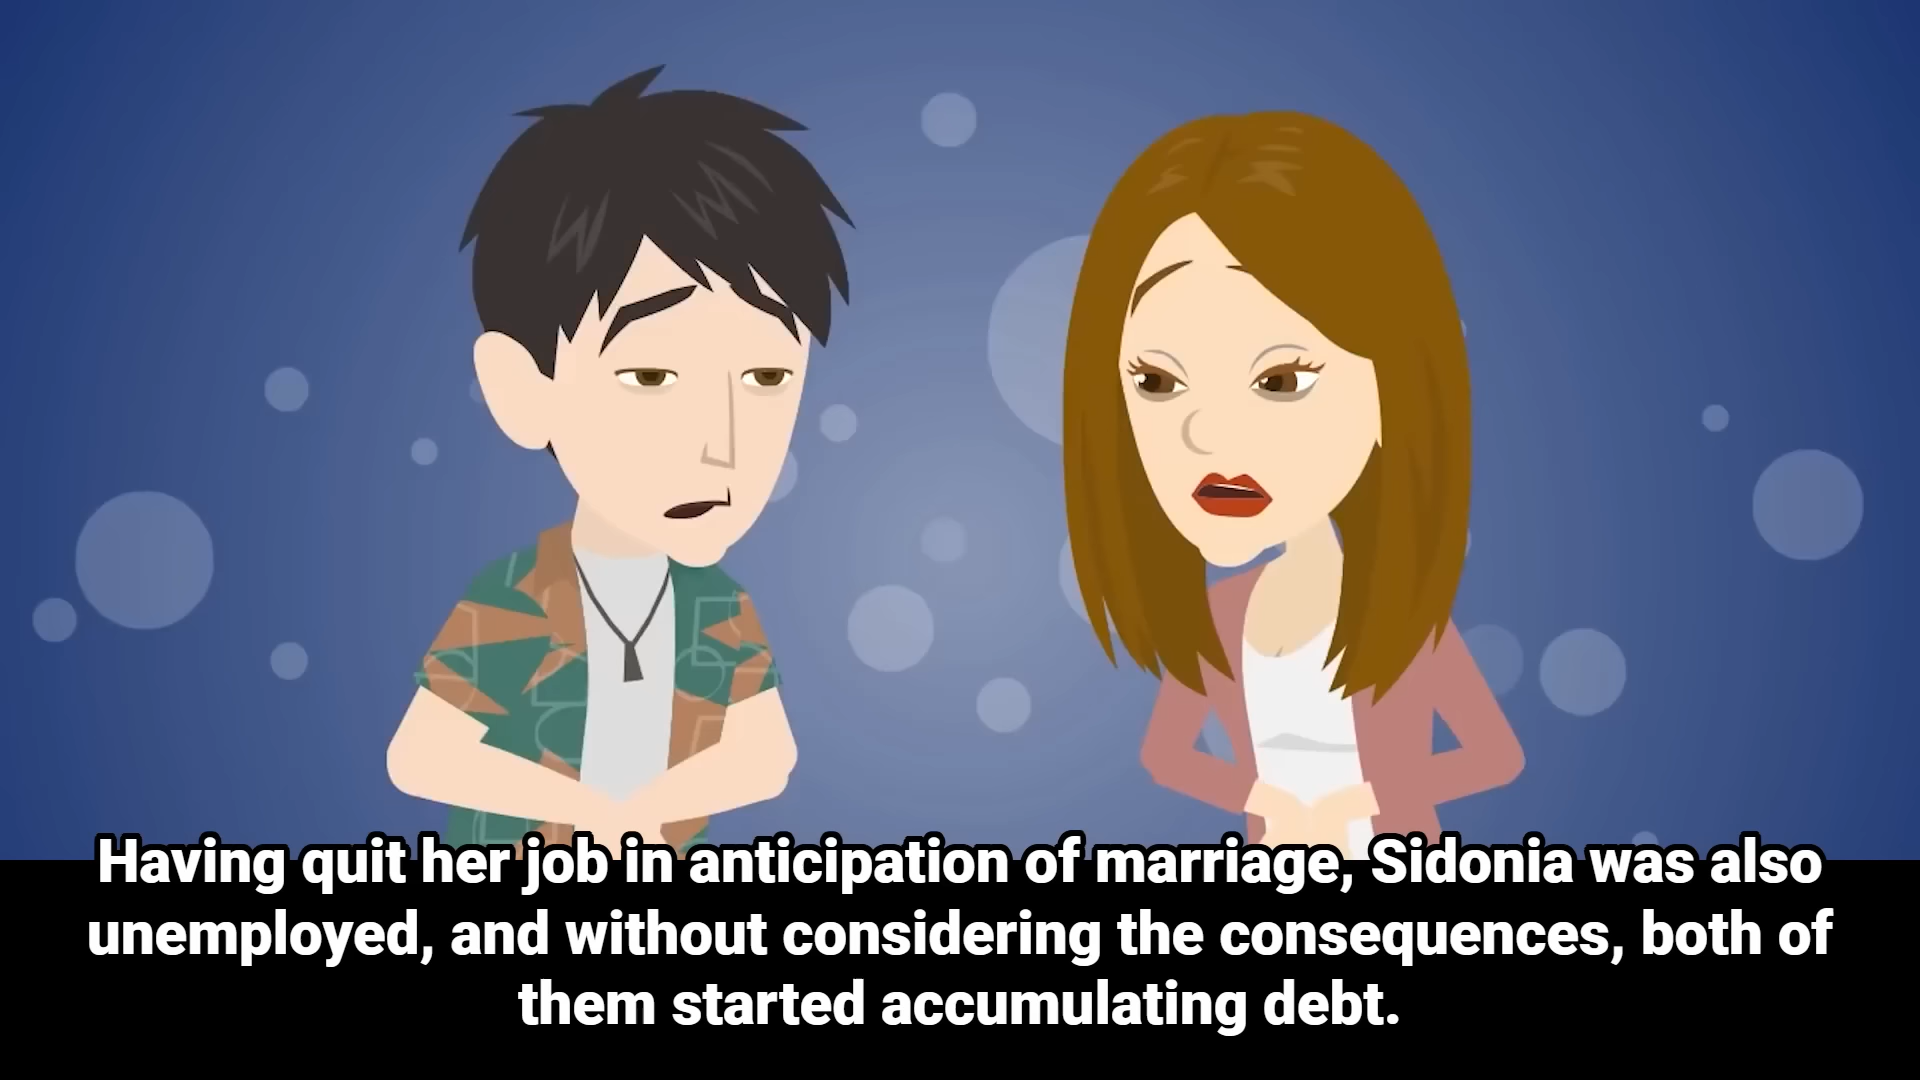 Having quit her job in anticipation of marriage, Sidonia was also
unemployed, and without considering the consequences, both of
them started accumulating debt.